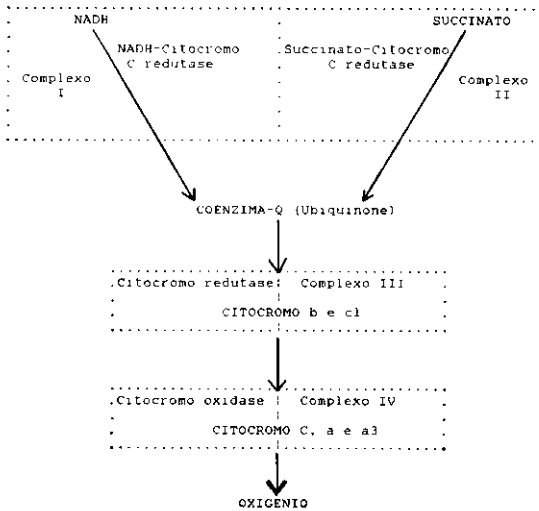 NADH
SUCCINATO
NADH-Citocromo
C redutase
Complexo
I
Succinato-Citocromo
C redutase
Complexo
II
COENZIMA-Q (Ubiquinone)
Citocromo redutase
Complexo III
CITOCROMO b e c1
Citocromo oxidase
Complexo IV
CITOCROMO C, a e a3
OXIGENIO